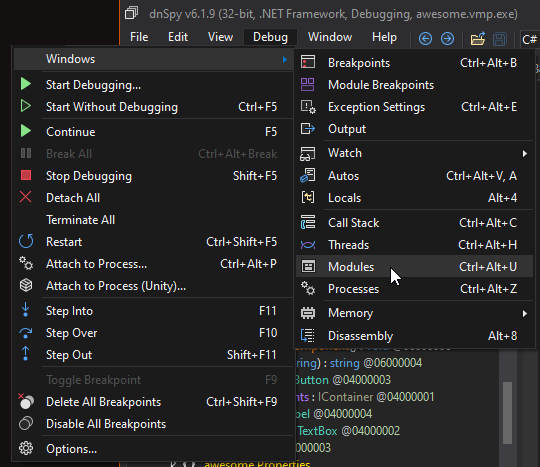 dnSpy v6.1.9 (32-bit, .NET Framework, Debugging, awesome.vmp.exe)
View Debug Window Help C#
Windows
Start Debugging...
Start Without Debugging Ctrl+F5
Continue F5
Break All Ctrl+Alt+Break
Stop Debugging Shift+F5
Detach All
Terminate All
Restart Ctrl+Shift+F5
Attach to Process... Ctrl+Alt+P
Attach to Process (Unity)...
Step Into F11
Step Over F10
Step Out Shift+F11
Toggle Breakpoint F9
Delete All Breakpoints Ctrl+Shift+F9
Disable All Breakpoints
Options...
Breakpoints Ctrl+Alt+B
Module Breakpoints
Exception Settings Ctrl+Alt+E
Output
Watch
Autos Ctrl+Alt+V, A
Locals Alt+4
Call Stack Ctrl+Alt+C
Threads Ctrl+Alt+H
Modules Ctrl+Alt+U
Processes Ctrl+Alt+Z
Memory
Disassembly Alt+8
ring) : string @06000004
Button @04000003
nts : IContainer @04000001
bel @04000004
TextBox @04000002
000003
awesome.Properties